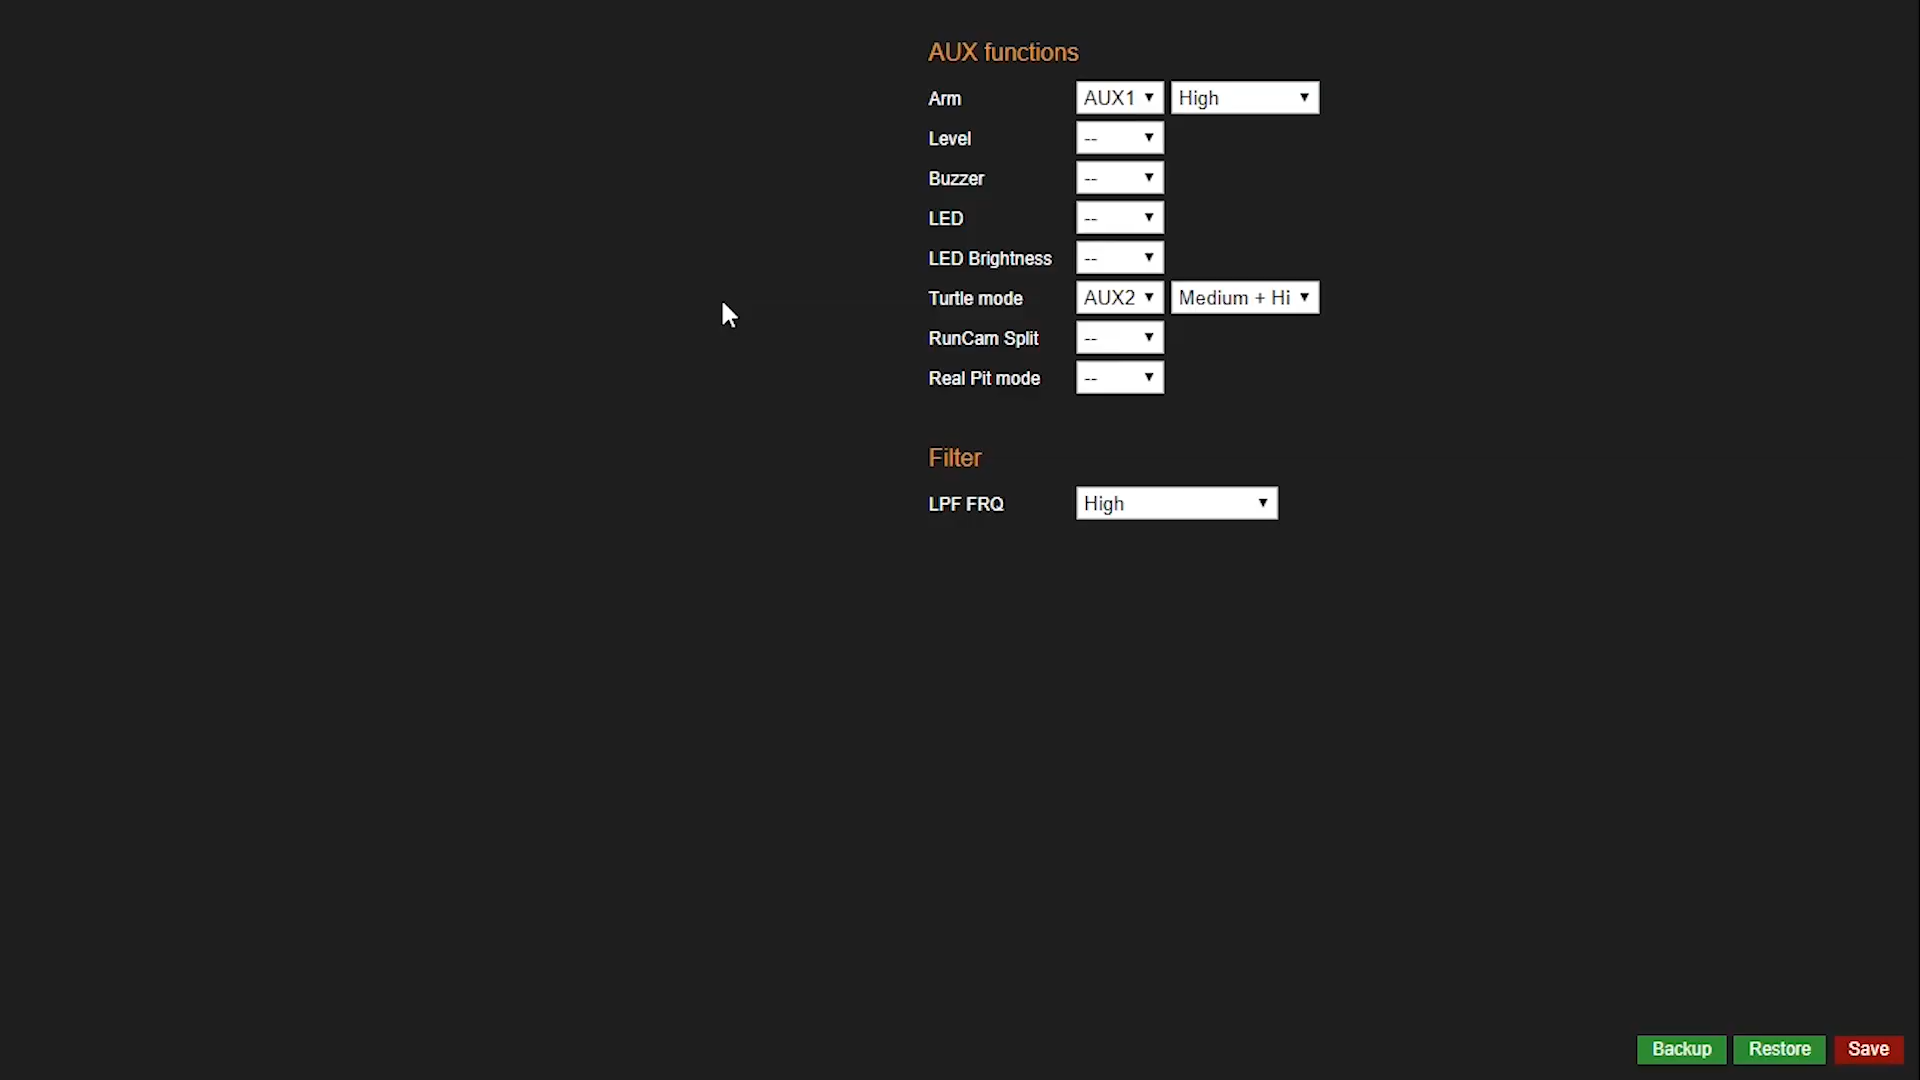 AUX functions
Arm AUX1 High
Level --
Buzzer --
LED --
LED Brightness --
Turtle mode AUX2 Medium + Hi
RunCam Split --
Real Pit mode --
Filter
LPF FRQ High
Backup Restore Save